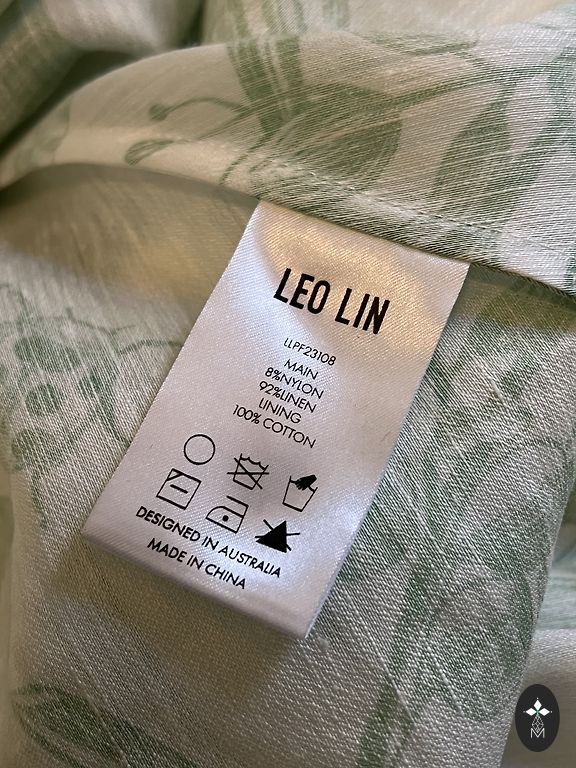 LEO LIN
LLPF23108
MAIN
8%NYLON
92%LINEN
LINING
100% COTTON
DESIGNED IN AUSTRALIA
MADE IN CHINA
M